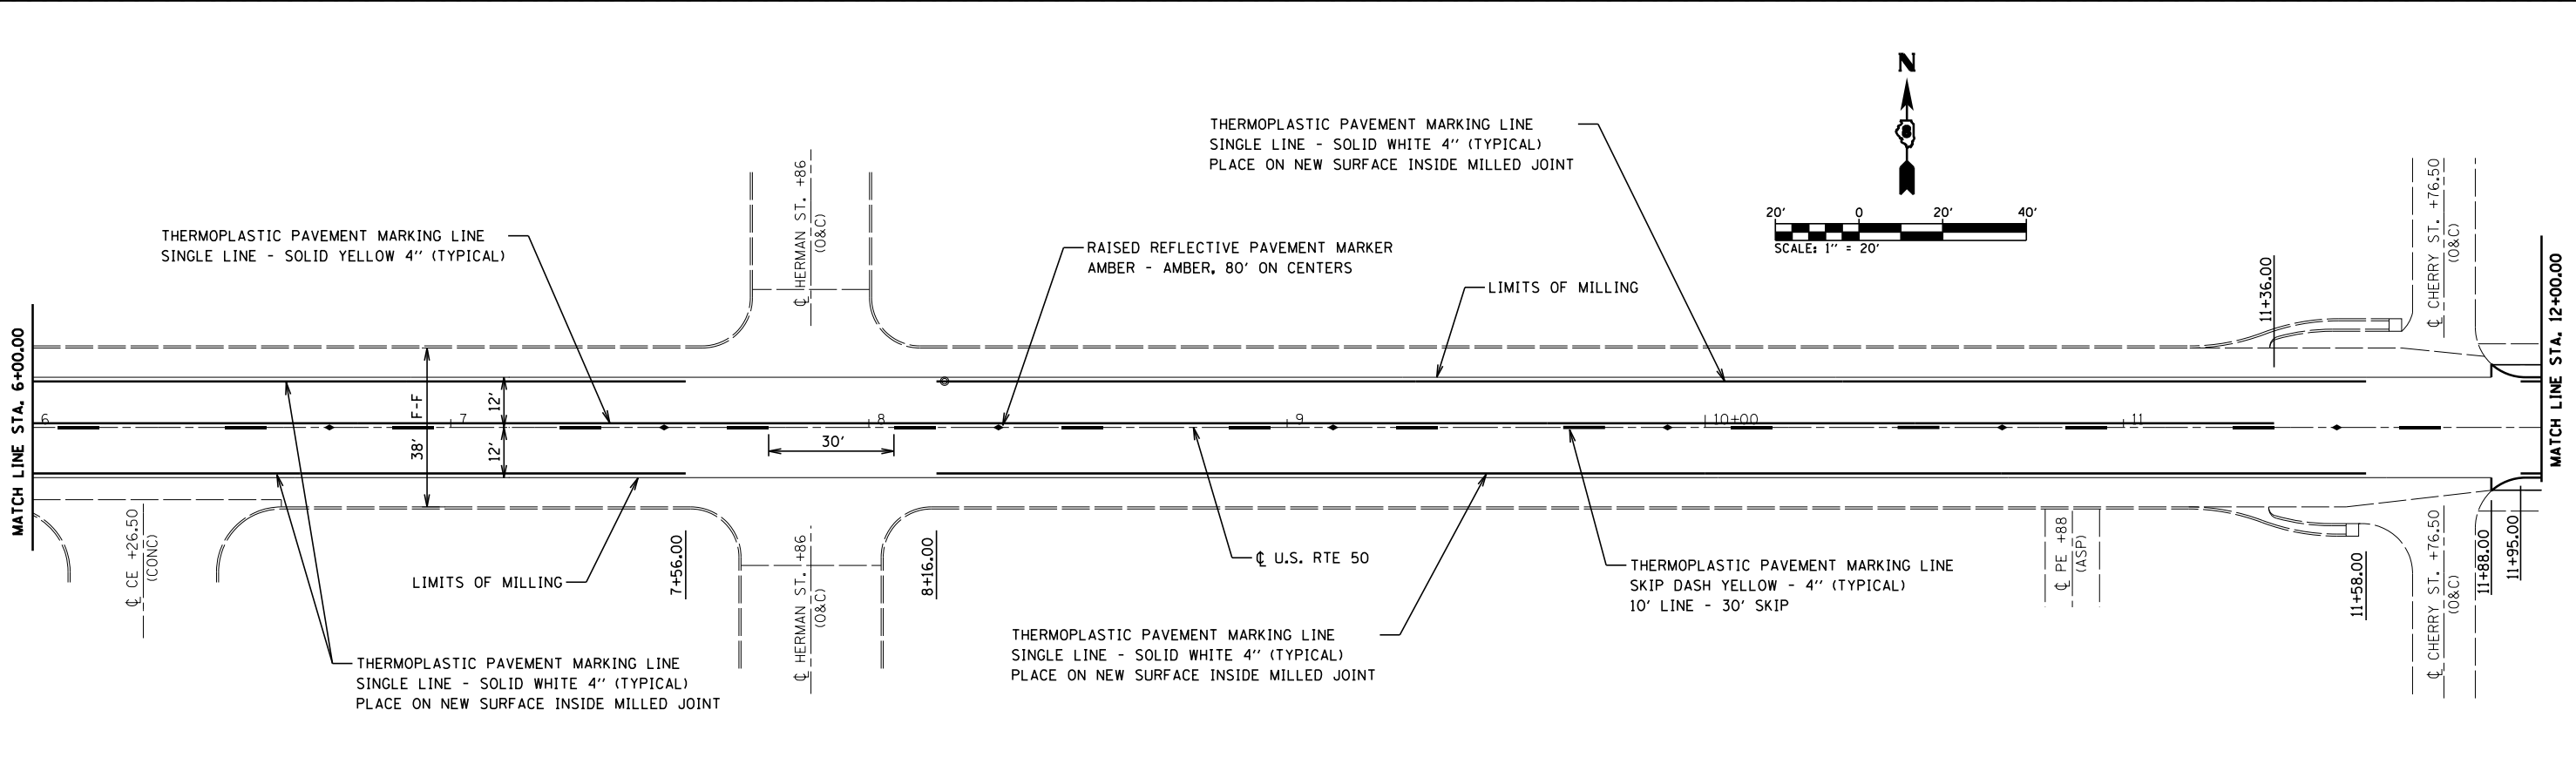 N
THERMOPLASTIC PAVEMENT MARKING LINE
SINGLE LINE - SOLID WHITE 4'' (TYPICAL)
PLACE ON NEW SURFACE INSIDE MILLED JOINT
20' 0 20' 40'
SCALE: 1'' = 20'
℄ HERMAN ST. +86
(O&C)
℄ CHERRY ST. +76.50
(O&C)
THERMOPLASTIC PAVEMENT MARKING LINE
SINGLE LINE - SOLID YELLOW 4'' (TYPICAL)
RAISED REFLECTIVE PAVEMENT MARKER
AMBER - AMBER, 80' ON CENTERS
LIMITS OF MILLING
11+36.00
MATCH LINE STA. 6+00.00
MATCH LINE STA. 12+00.00
38' F-F
12'
12'
6 7 8 9 10+00 11
30'
℄ CE +26.50
(CONC)
LIMITS OF MILLING
7+56.00
℄ HERMAN ST. +86
(O&C)
8+16.00
℄ U.S. RTE 50
THERMOPLASTIC PAVEMENT MARKING LINE
SKIP DASH YELLOW - 4'' (TYPICAL)
10' LINE - 30' SKIP
℄ PE +88
(ASP)
11+58.00
℄ CHERRY ST. +76.50
(O&C)
11+88.00
11+95.00
THERMOPLASTIC PAVEMENT MARKING LINE
SINGLE LINE - SOLID WHITE 4'' (TYPICAL)
PLACE ON NEW SURFACE INSIDE MILLED JOINT
THERMOPLASTIC PAVEMENT MARKING LINE
SINGLE LINE - SOLID WHITE 4'' (TYPICAL)
PLACE ON NEW SURFACE INSIDE MILLED JOINT